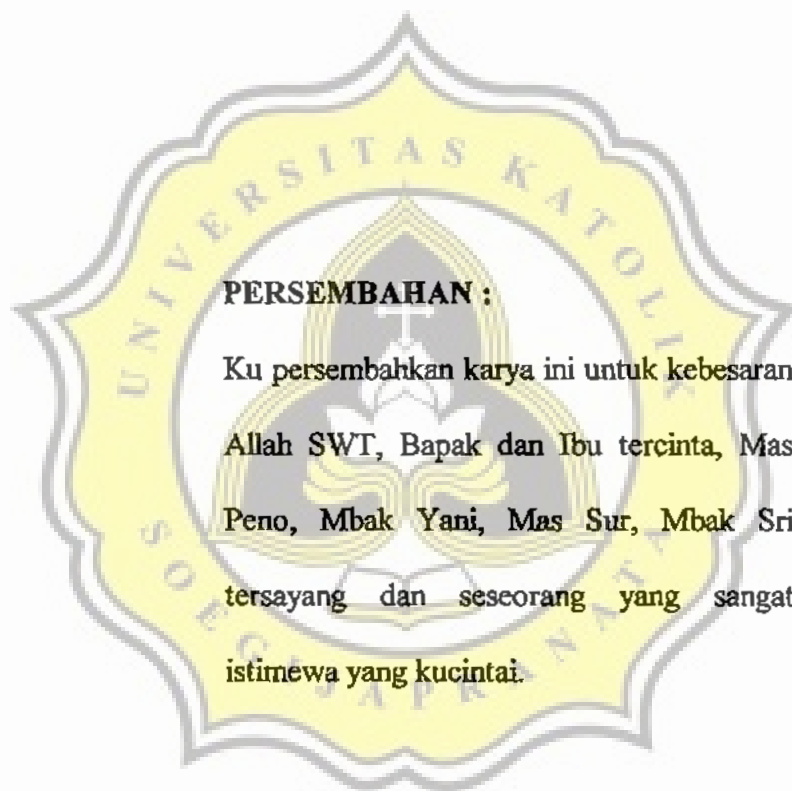 UNIVERSITAS KATOLIK
PERSEMBAHAN :
Ku persembahkan karya ini untuk kebesaran
Allah SWT, Bapak dan Ibu tercinta, Mas
Peno, Mbak Yani, Mas Sur, Mbak Sri
tersayang dan seseorang yang sangat
istimewa yang kucintai.
SOEGIJAPRANATA